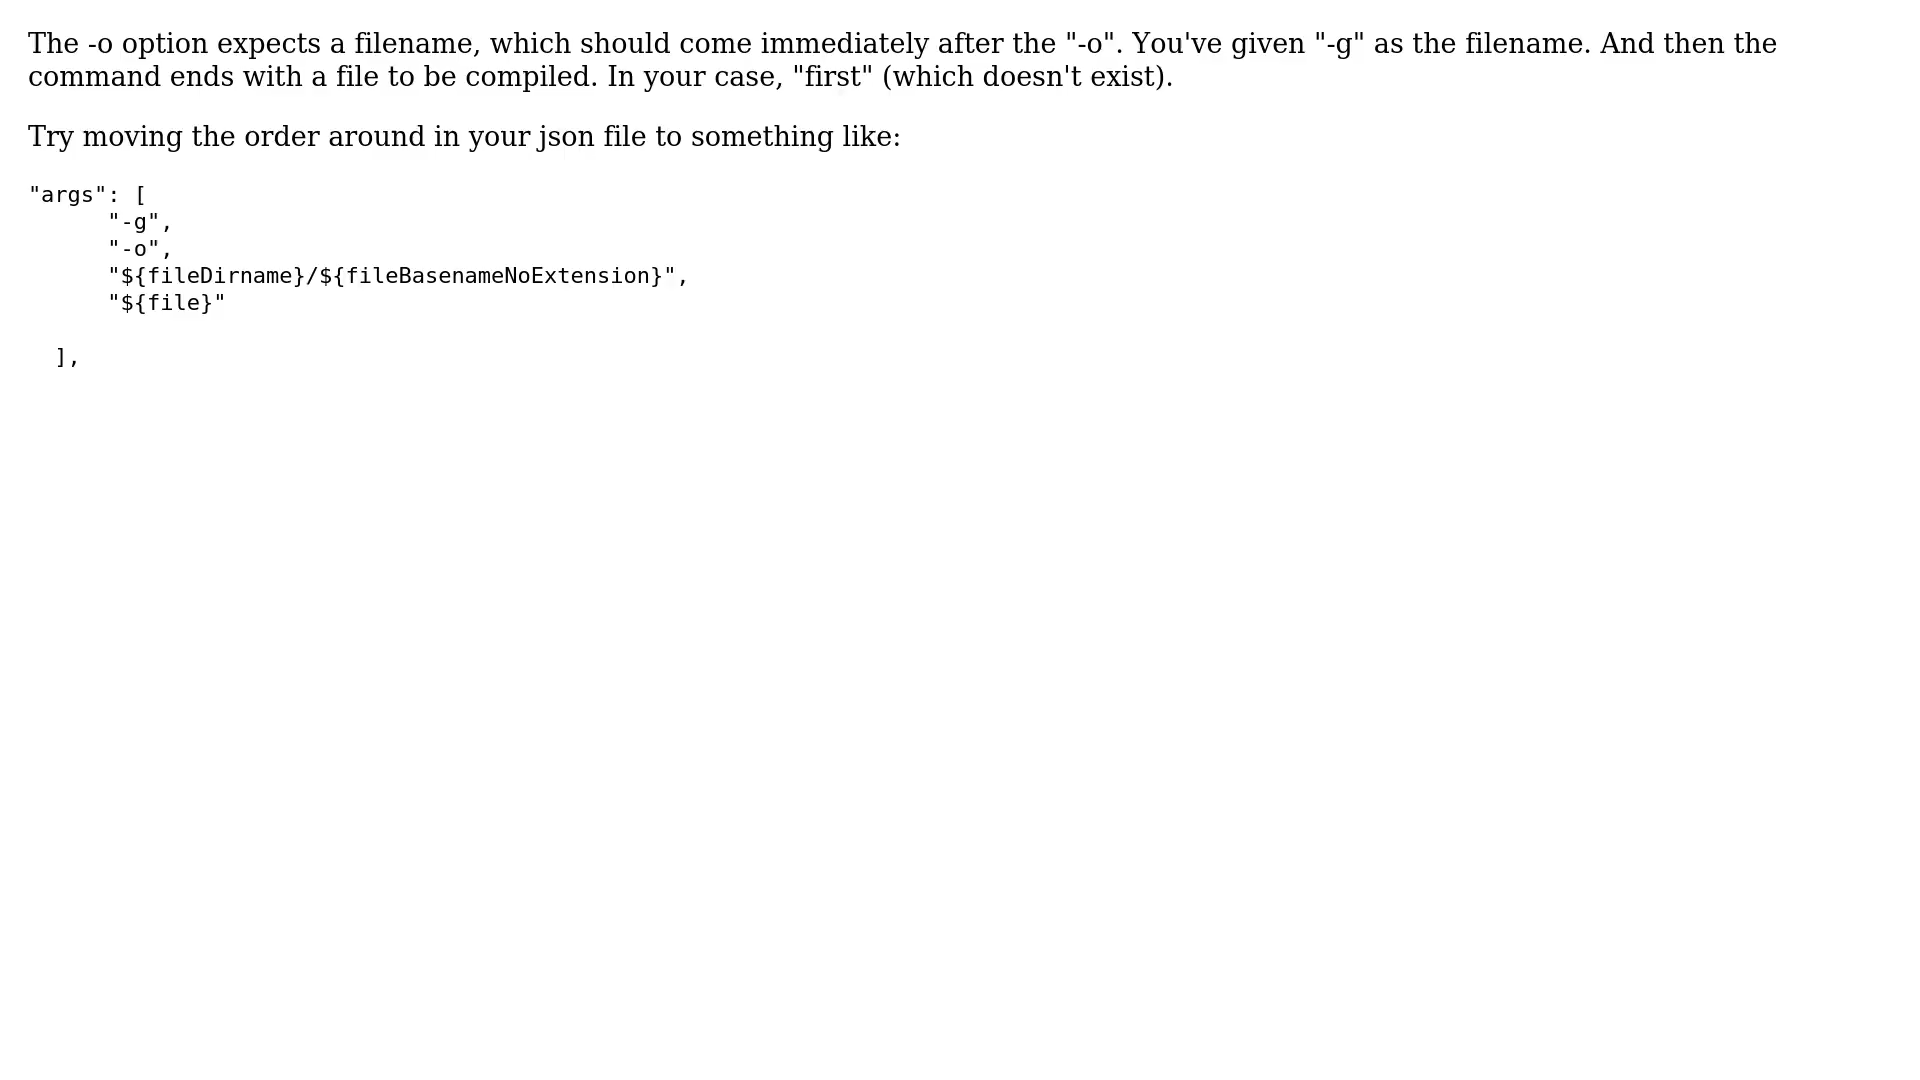 The -o option expects a filename, which should come immediately after the "-o". You've given "-g" as the filename. And then the
command ends with a file to be compiled. In your case, "first" (which doesn't exist).
Try moving the order around in your json file to something like:
"args": [
      "-g",
      "-o",
      "${fileDirname}/${fileBasenameNoExtension}",
      "${file}"
  ],